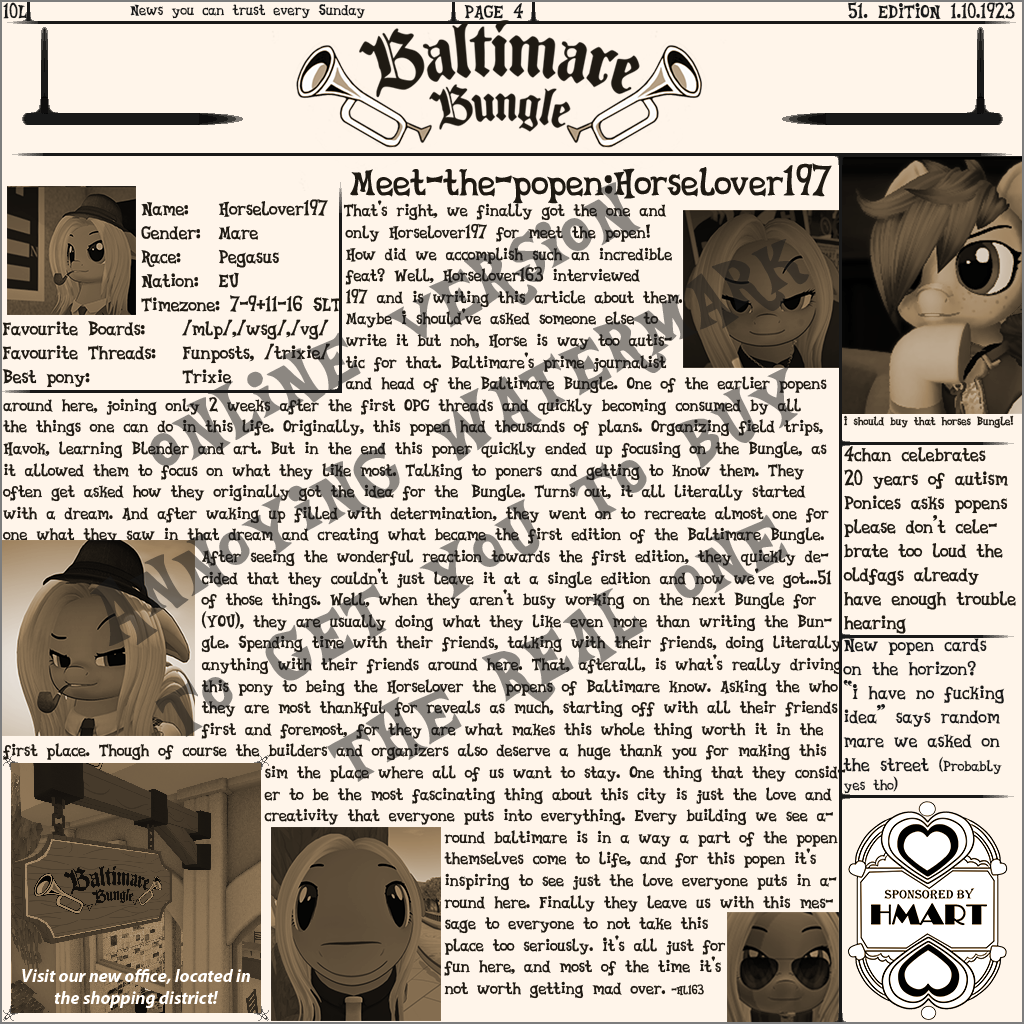 10L
News you can trust every Sunday
PAGE 4
51. EDITION 1.10.1923
Baltimare
Bungle
Meet-the-popen:Horselover197
Name: Horselover197
Gender: Mare
Race: Pegasus
Nation: EU
Timezone: 7-9+11-16 SLT
Favourite Boards: /mlp/,/wsg/,/vg/
Favourite Threads: Funposts, /trixie/
Best pony: Trixie
That's right, we finally got the one and
only Horselover197 for meet the popen!
How did we accomplish such an incredible
feat? Well, Horselover163 interviewed
197 and is writing this article about them.
Maybe i should've asked someone else to
write it but noh, Horse is way too autis-
tic for that. Baltimare's prime journalist
and head of the Baltimare Bungle. One of the earlier popens
around here, joining only 2 weeks after the first OPG threads and quickly becoming consumed by all
the things one can do in this life. Originally, this popen had thousands of plans. Organizing field trips,
Havok, learning Blender and art. But in the end this poner quickly ended up focusing on the Bungle, as
it allowed them to focus on what they like most. Talking to poners and getting to know them. They
often get asked how they originally got the idea for the Bungle. Turns out, it all literally started
with a dream. And after waking up filled with determination, they went on to recreate almost one for
one what they saw in that dream and creating what became the first edition of the Baltimare Bungle.
After seeing the wonderful reaction towards the first edition, they quickly de-
cided that they couldn't just leave it at a single edition and now we've got...51
of those things. Well, when they aren't busy working on the next Bungle for
(YOU), they are usually doing what they like even more than writing the Bun-
gle. Spending time with their friends, talking with their friends, doing literally
anything with their friends around here. That, afterall, is what's really driving
this pony to being the Horselover the popens of Baltimare know. Asking the who
they are most thankful for reveals as much, starting off with all their friends
first and foremost, for they are what makes this whole thing worth it in the
first place. Though of course the builders and organizers also deserve a huge thank you for making this
sim the place where all of us want to stay. One thing that they consid-
er to be the most fascinating thing about this city is just the love and
creativity that everyone puts into everything. Every building we see a-
round baltimare is in a way a part of the popen
themselves come to life, and for this popen it's
inspiring to see just the love everyone puts in a-
round here. Finally they leave us with this mes-
sage to everyone to not take this
place too seriously. it's all just for
fun here, and most of the time it's
not worth getting mad over. -HL163
Baltimare
Bungle
Visit our new office, located in
the shopping district!
i should buy that horses Bungle!
4chan celebrates
20 years of autism
Ponices asks popens
please don't cele-
brate too loud the
oldfags already
have enough trouble
hearing
New popen cards
on the horizon?
"i have no fucking
idea" says random
mare we asked on
the street (Probably
yes tho)
SPONSORED BY
HMART
ONLINE VERSION
ANNOYING WATERMARK
TO GET YOU TO BUY
THE REAL ONE